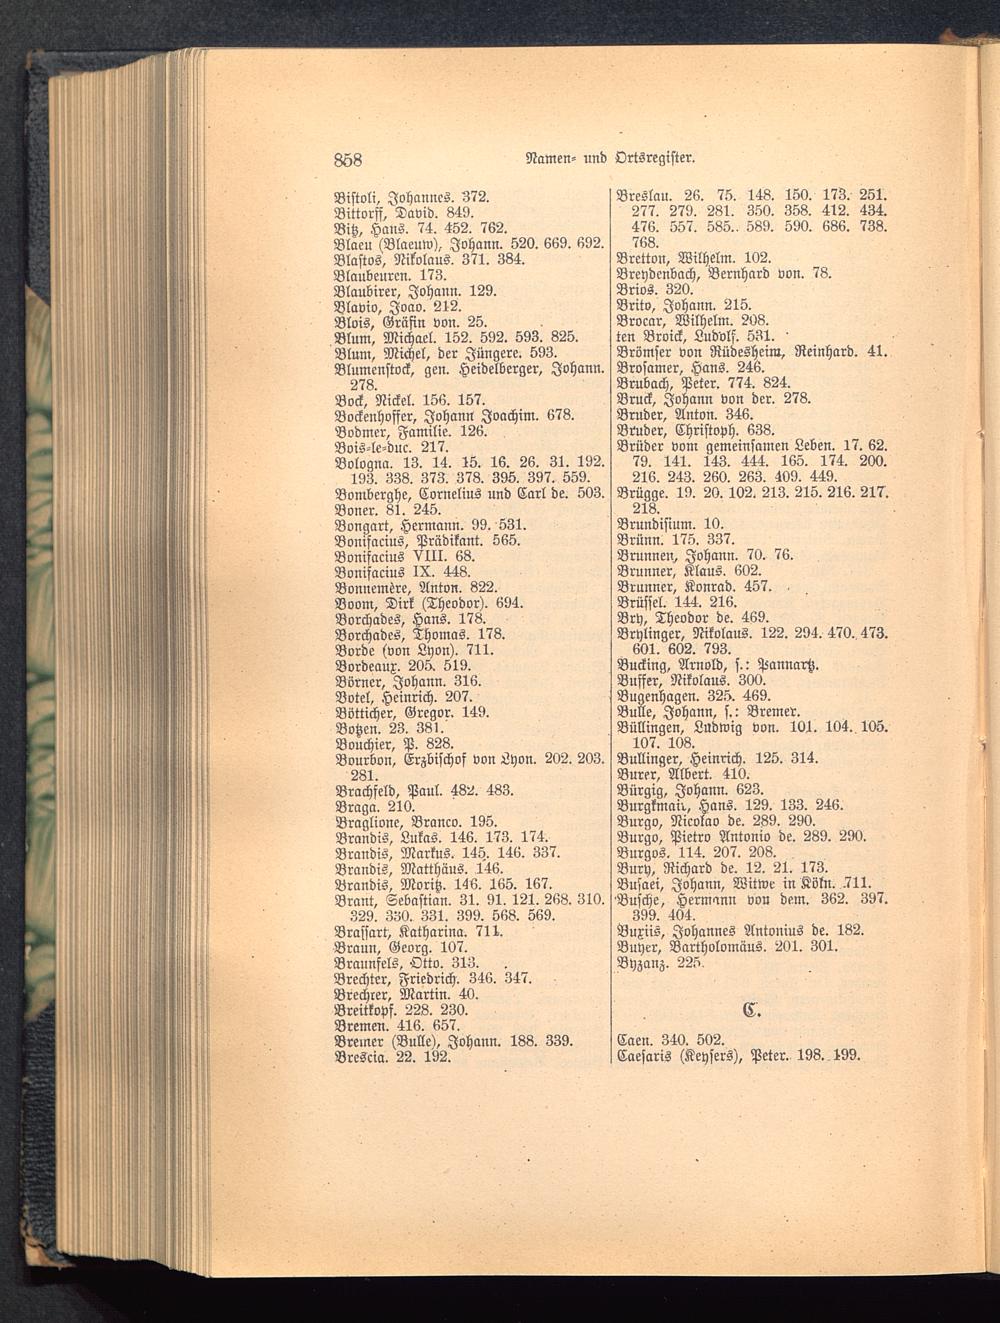 858
Namen- und Ortsregister.
Bistoli, Johannes. 372.
Bittorff, David. 849.
Bitz, Hans. 74. 452. 762.
Blaeu (Blaeuw), Johann. 520. 669. 692.
Blastos, Nikolaus. 371. 384.
Blaubeuren. 173.
Blaubirer, Johann. 129.
Blavio, Joao. 212.
Blois, Gräfin von. 25.
Blum, Michael. 152. 592. 593. 825.
Blum, Michel, der Jüngere. 593.
Blumenstock, gen. Heidelberger, Johann.
278.
Bock, Nickel. 156. 157.
Bockenhoffer, Johann Joachim. 678.
Bodmer, Familie. 126.
Bois-le-duc. 217.
Bologna. 13. 14. 15. 16. 26. 31. 192.
193. 338. 373. 378. 395. 397. 559.
Bomberghe, Cornelius und Carl de. 503.
Boner. 81. 245.
Bongart, Hermann. 99. 531.
Bonifacius, Prädikant. 565.
Bonifacius VIII. 68.
Bonifacius IX. 448.
Bonnemère, Anton. 822.
Boom, Dirk (Theodor). 694.
Borchades, Hans. 178.
Borchades, Thomas. 178.
Borde (von Lyon). 711.
Bordeaux. 205. 519.
Börner, Johann. 316.
Botel, Heinrich. 207.
Bötticher, Gregor. 149.
Botzen. 23. 381.
Bouchier, P. 828.
Bourbon, Erzbischof von Lyon. 202. 203.
281.
Brachfeld, Paul. 482. 483.
Braga. 210.
Braglione, Branco. 195.
Brandis, Lukas. 146. 173. 174.
Brandis, Markus. 145. 146. 337.
Brandis, Matthäus. 146.
Brandis, Moritz. 146. 165. 167.
Brant, Sebastian. 31. 91. 121. 268. 310.
329. 330. 331. 399. 568. 569.
Brassart, Katharina. 711.
Braun, Georg. 107.
Braunfels, Otto. 313.
Brechter, Friedrich. 346. 347.
Brechrer, Martin. 40.
Breitkopf. 228. 230.
Bremen. 416. 657.
Bremer (Bulle), Johann. 188. 339.
Brescia. 22. 192.
Breslau. 26. 75. 148. 150. 173. 251.
277. 279. 281. 350. 358. 412. 434.
476. 557. 585. 589. 590. 686. 738.
768.
Bretton, Wilhelm. 102.
Breydenbach, Bernhard von. 78.
Brios. 320.
Brito, Johann. 215.
Brocar, Wilhelm. 208.
ten Broick, Ludolf. 531.
Brömser von Rüdesheim, Reinhard. 41.
Brosamer, Hans. 246.
Brubach, Peter. 774. 824.
Bruck, Johann von der. 278.
Bruder, Anton. 346.
Bruder, Christoph. 638.
Brüder vom gemeinsamen Leben. 17. 62.
79. 141. 143. 444. 165. 174. 200.
216. 243. 260. 263. 409. 449.
Brügge. 19. 20. 102. 213. 215. 216. 217.
218.
Brundisium. 10.
Brünn. 175. 337.
Brunnen, Johann. 70. 76.
Brunner, Klaus. 602.
Brunner, Konrad. 457.
Brüssel. 144. 216.
Bry, Theodor de. 469.
Brylinger, Nikolaus. 122. 294. 470. 473.
601. 602. 793.
Bucking, Arnold, s.: Pannartz.
Buffer, Nikolaus. 300.
Bugenhagen. 325. 469.
Bulle, Johann, s.: Bremer.
Büllingen, Ludwig von. 101. 104. 105.
107. 108.
Bullinger, Heinrich. 125. 314.
Burer, Albert. 410.
Bürgig, Johann. 623.
Burgkmair, Hans. 129. 133. 246.
Burgo, Nicolao de. 289. 290.
Burgo, Pietro Antonio de. 289. 290.
Burgos. 114. 207. 208.
Bury, Richard de. 12. 21. 173.
Busaei, Johann, Witwe in Köln. 711.
Busche, Hermann von dem. 362. 397.
399. 404.
Buxiis, Johannes Antonius de. 182.
Buyer, Bartholomäus. 201. 301.
Byzanz. 225.
C.
Caen. 340. 502.
Caesaris (Keysers), Peter. 198. 199.